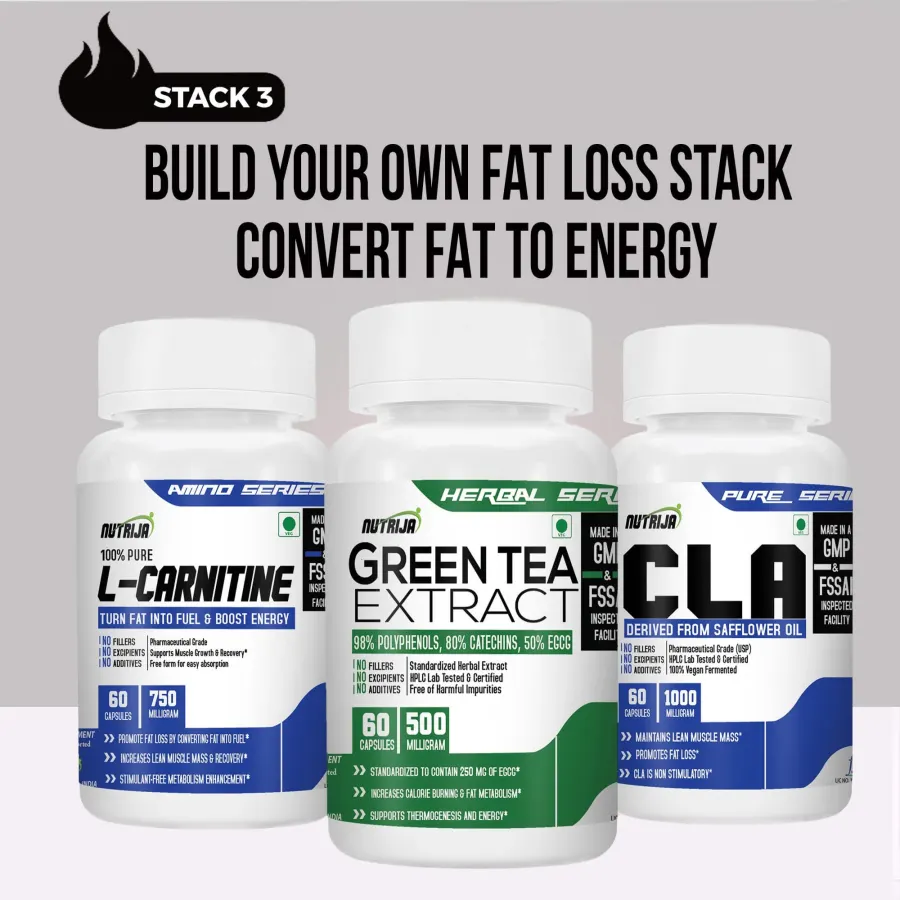 STACK 3
BUILD YOUR OWN FAT LOSS STACK
CONVERT FAT TO ENERGY
AMINO SERIES
NUTRIJA
VEG
100% PURE
L-CARNITINE
TURN FAT INTO FUEL & BOOST ENERGY
NO FILLERS
NO EXCIPIENTS
NO ADDITIVES
Pharmaceutical Grade
Supports Muscle Growth & Recovery*
Free form for easy absorption
60
CAPSULES
750
MILLIGRAM
PROMOTE FAT LOSS BY CONVERTING FAT INTO FUEL*
INCREASES LEAN MUSCLE MASS & RECOVERY*
STIMULANT-FREE METABOLISM ENHANCEMENT*
HERBAL SER
NUTRIJA
VEG
MADE IN
GM
&
FSSA
INSPECT
FACILIT
GREEN TEA
EXTRACT
98% POLYPHENOLS, 80% CATECHINS, 50% EGCG
NO FILLERS
NO EXCIPIENTS
NO ADDITIVES
Standardized Herbal Extract
HPLC Lab Tested & Certified
Free of Harmful Impurities
60
CAPSULES
500
MILLIGRAM
STANDARDIZED TO CONTAIN 250 MG OF EGCG*
INCREASES CALORIE BURNING & FAT METABOLISM*
SUPPORTS THERMOGENESIS AND ENERGY*
PURE SERI
NUTRIJA
VEG
MADE IN A
GMP
&
FSSAI
INSPECTED
FACILITY
CLA
DERIVED FROM SAFFLOWER OIL
NO FILLERS
NO EXCIPIENTS
NO ADDITIVES
Pharmaceutical Grade (USP)
HPLC Lab Tested & Certified
100% Vegan Fermented
60
CAPSULES
1000
MILLIGRAM
MAINTAINS LEAN MUSCLE MASS*
PROMOTES FAT LOSS*
CLA IS NON STIMULATORY*